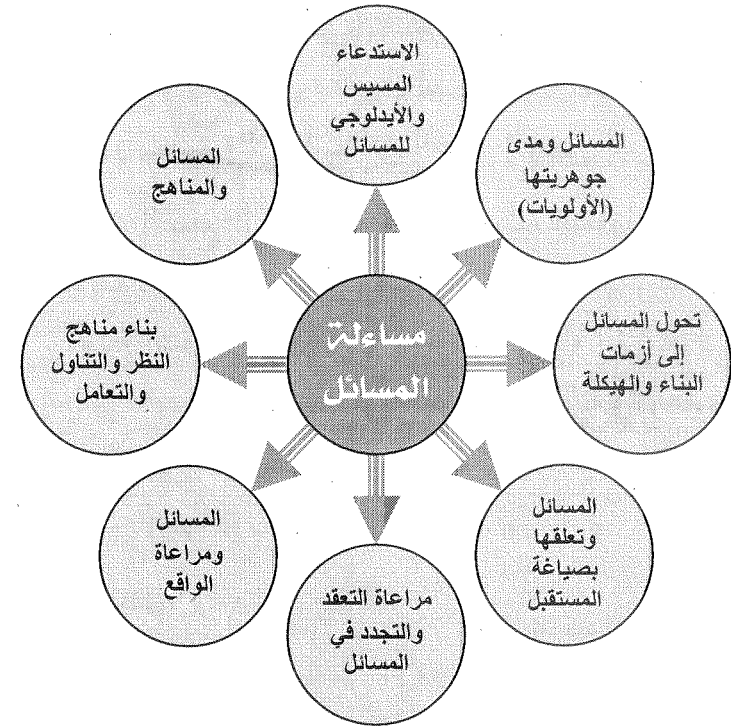 الاستدعاء
المسيس
والأيدلوجي
للمسائل
المسائل ومدى
جوهريتها
(الأولويات)
تحول المسائل
إلى أزمات
البناء والهيكلة
المسائل
وتعلقها
بصياغة
المستقبل
مراعاة التعقد
والتجدد في
المسائل
المسائل
ومراعاة
الواقع
بناء مناهج
النظر والتناول
والتعامل
المسائل
والمناهج
مساءلة
المسائل